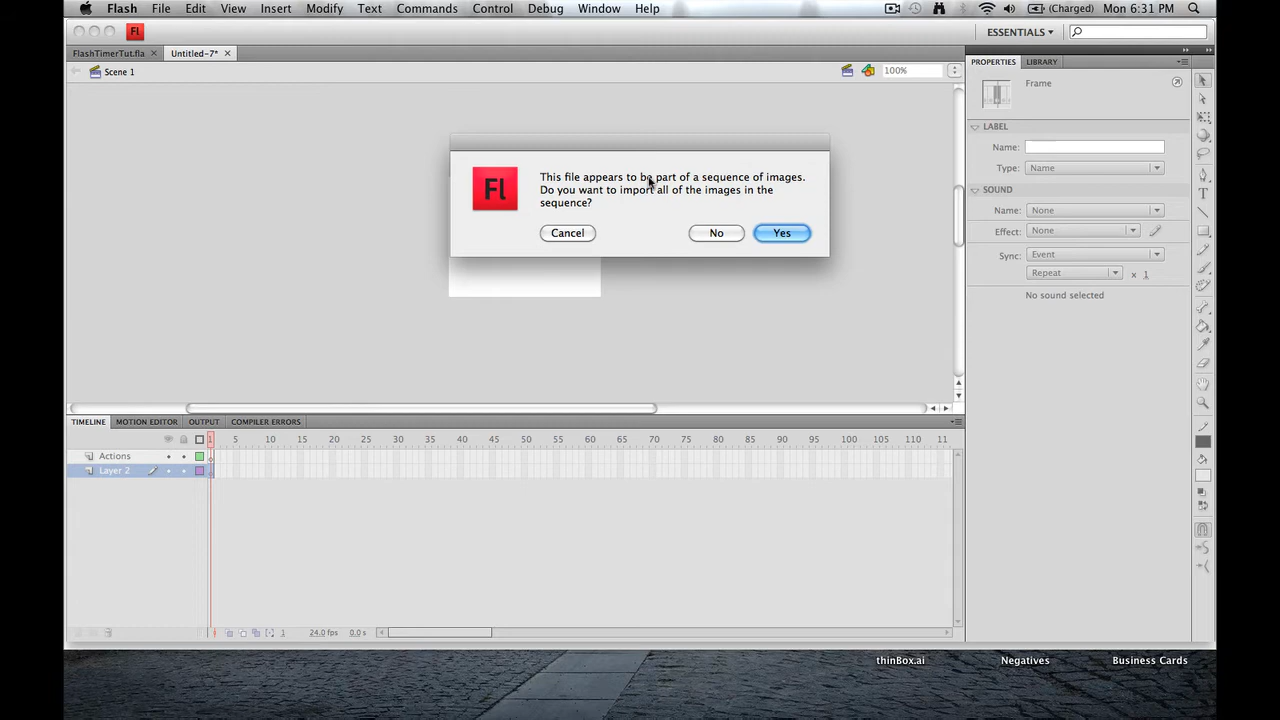 Flash File Edit View Insert Modify Text Commands Control Debug Window Help (Charged) Mon 6:31 PM
Fl ESSENTIALS
FlashTimerTut.fla Untitled-7*
PROPERTIES LIBRARY
Scene 1 100%
Frame
LABEL
Name:
Type: Name
SOUND
Name: None
Effect: None
Sync: Event
Repeat x 1
No sound selected
Fl
This file appears to be part of a sequence of images.
Do you want to import all of the images in the
sequence?
Cancel No Yes
TIMELINE MOTION EDITOR OUTPUT COMPILER ERRORS
1 5 10 15 20 25 30 35 40 45 50 55 60 65 70 75 80 85 90 95 100 105 110 11
Actions
Layer 2
1 24.0 fps 0.0 s
thinBox.ai Negatives Business Cards